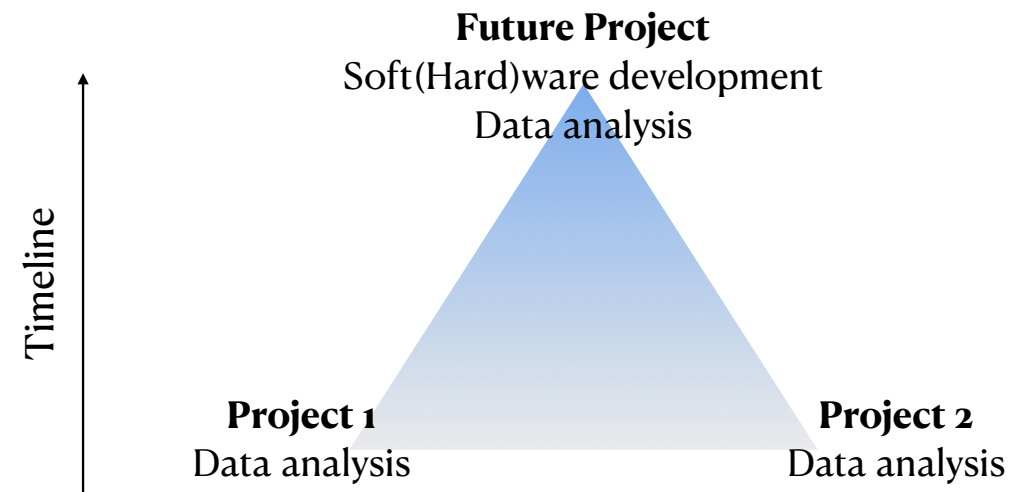 Future Project
Soft(Hard)ware development
Data analysis
Timeline
Project 1
Data analysis
Project 2
Data analysis